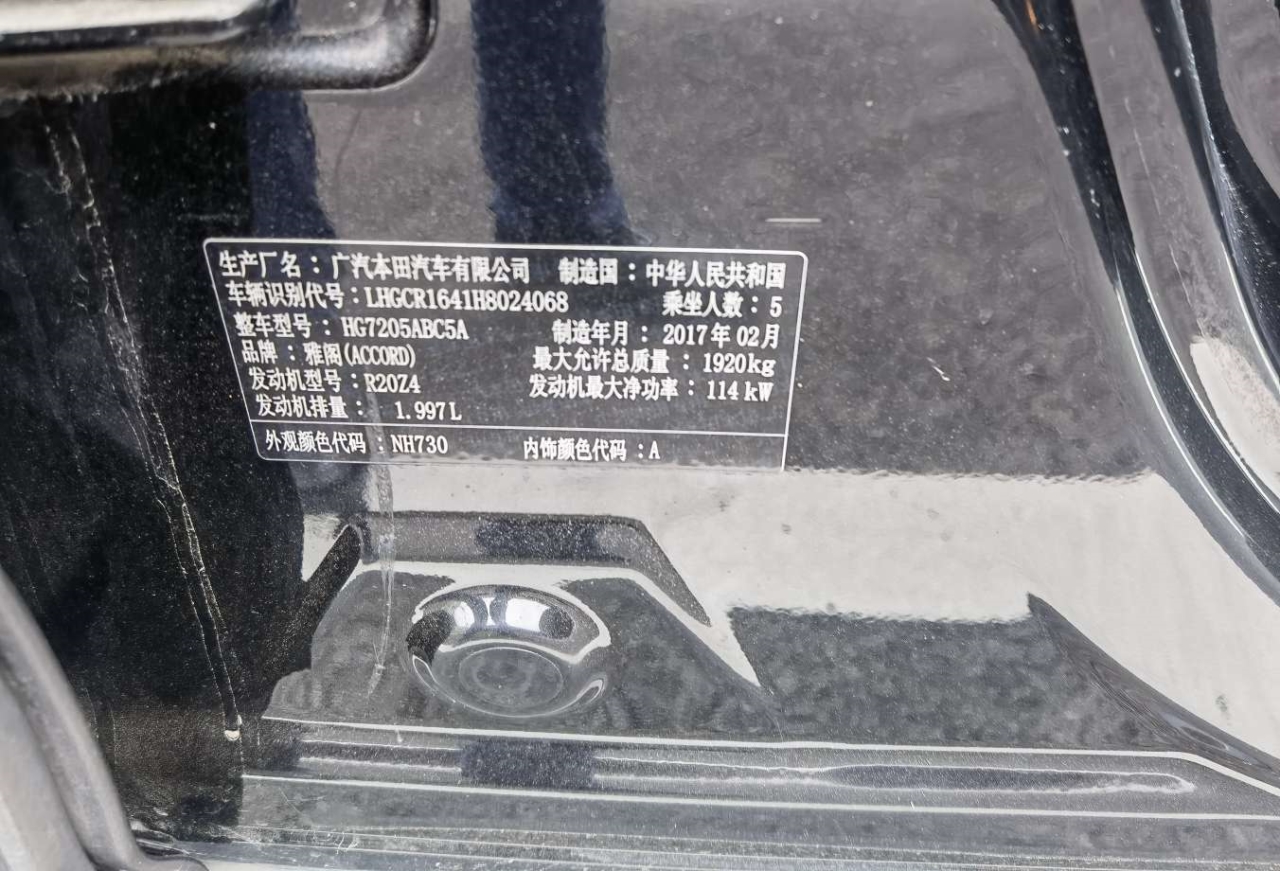 生产厂名：广汽本田汽车有限公司 制造国：中华人民共和国
车辆识别代号：LHGCR1641H8024068 乘坐人数：5
整车型号：HG7205ABC5A 制造年月：2017年02月
品牌：雅阁(ACCORD) 最大允许总质量：1920kg
发动机型号：R20Z4 发动机最大净功率：114kW
发动机排量：1.997L
外观颜色代码：NH730 内饰颜色代码：A